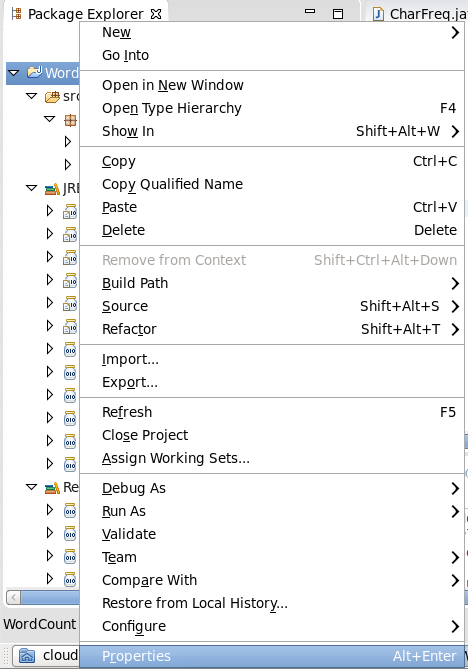 Package Explorer
CharFreq.ja
New
Go Into
Word
Open in New Window
src
Open Type Hierarchy F4
Show In Shift+Alt+W
Copy Ctrl+C
Copy Qualified Name
JRE
Paste Ctrl+V
Delete Delete
Remove from Context Shift+Ctrl+Alt+Down
Build Path
Source Shift+Alt+S
Refactor Shift+Alt+T
Import...
Export...
Refresh F5
Close Project
Assign Working Sets...
Re
Debug As
Run As
Validate
Team
Compare With
Restore from Local History...
WordCount
Configure
cloud
Properties Alt+Enter